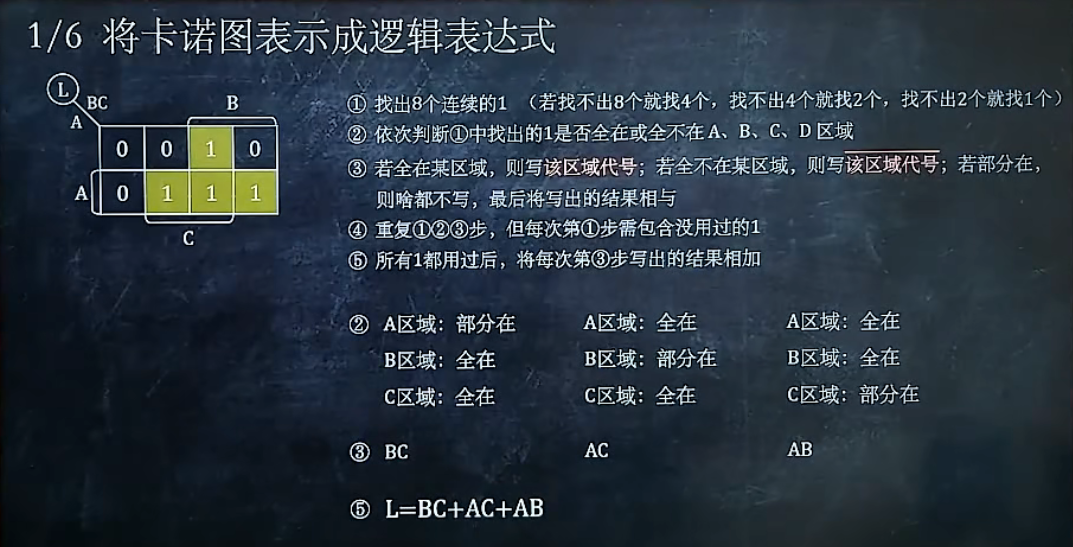 1/6 将卡诺图表示成逻辑表达式
L
BC
B
A
0 0 1 0
A 0 1 1 1
C
① 找出8个连续的1 （若找不出8个就找4个，找不出4个就找2个，找不出2个就找1个）
② 依次判断①中找出的1是否全在或全不在A、B、C、D区域
③ 若全在某区域，则写该区域代号；若全不在某区域，则写该区域代号；若部分在，
则啥都不写，最后将写出的结果相与
④ 重复①②③步，但每次第①步需包含没用过的1
⑤ 所有1都用过后，将每次第③步写出的结果相加
② A区域：部分在 A区域：全在 A区域：全在
B区域：全在 B区域：部分在 B区域：全在
C区域：全在 C区域：全在 C区域：部分在
③ BC AC AB
⑤ L=BC+AC+AB